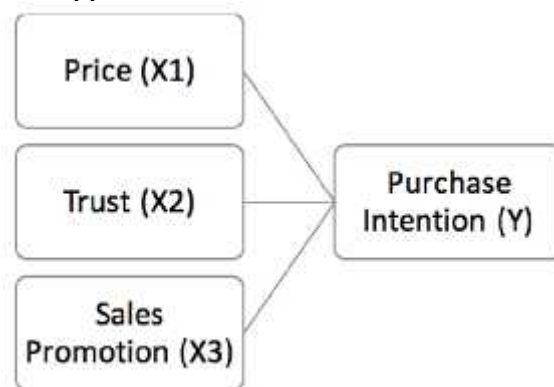 Price (X1)
Trust (X2)
Purchase
Intention (Y)
Sales
Promotion (X3)